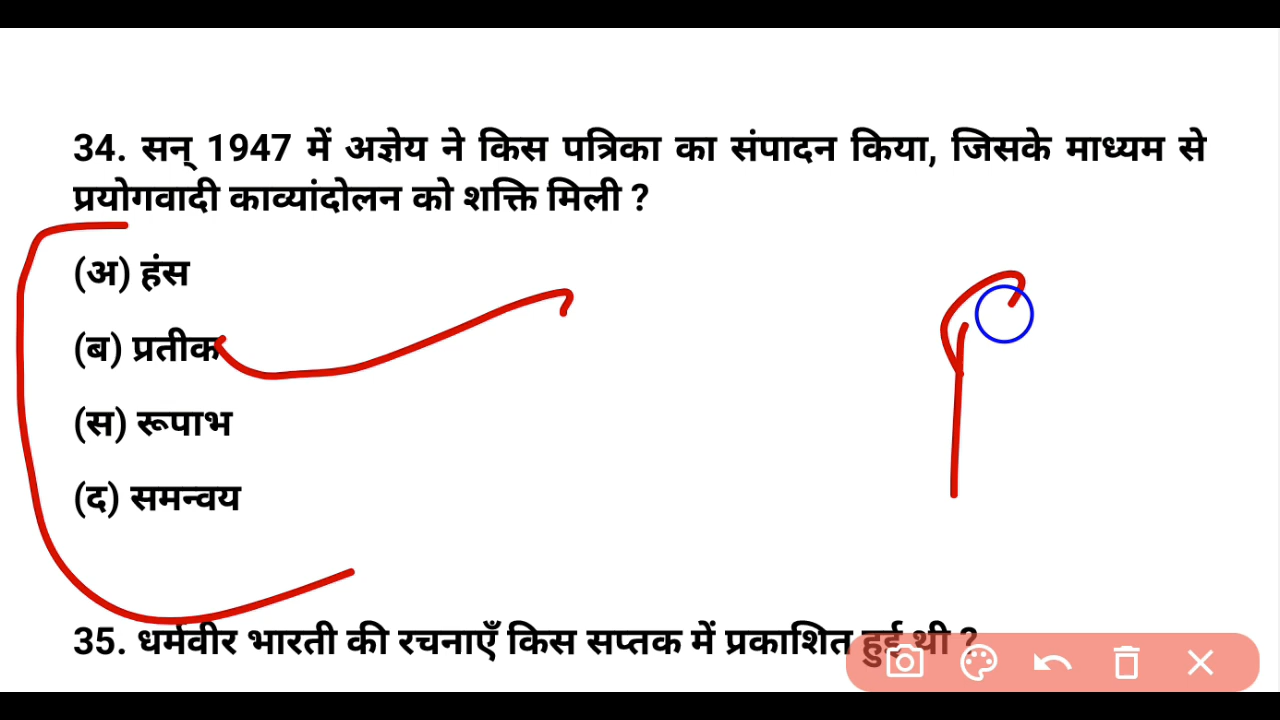 34. सन् 1947 में अज्ञेय ने किस पत्रिका का संपादन किया, जिसके माध्यम से
प्रयोगवादी काव्यांदोलन को शक्ति मिली ?
(अ) हंस
(ब) प्रतीक
(स) रूपाभ
(द) समन्वय
35. धर्मवीर भारती की रचनाएँ किस सप्तक में प्रकाशित हुई थी ?